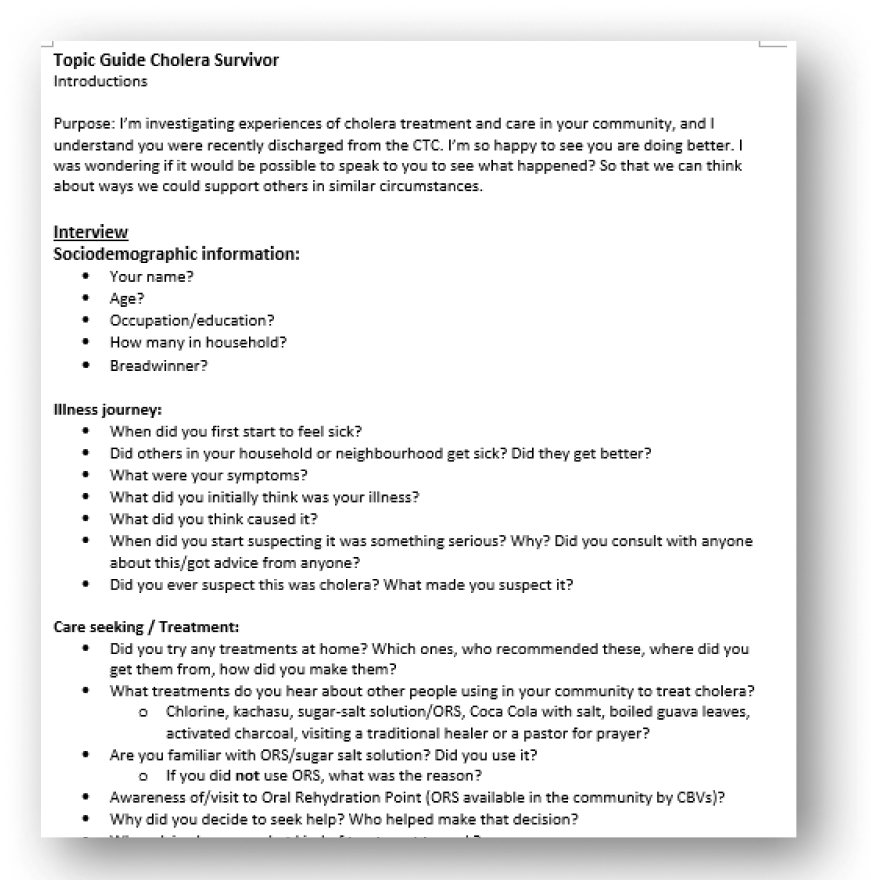 Topic Guide Cholera Survivor
Introductions
Purpose: I'm investigating experiences of cholera treatment and care in your community, and I
understand you were recently discharged from the CTC. I'm so happy to see you are doing better. I
was wondering if it would be possible to speak to you to see what happened? So that we can think
about ways we could support others in similar circumstances.
Interview
Sociodemographic information:
• Your name?
• Age?
• Occupation/education?
• How many in household?
• Breadwinner?
Illness journey:
• When did you first start to feel sick?
• Did others in your household or neighbourhood get sick? Did they get better?
• What were your symptoms?
• What did you initially think was your illness?
• What did you think caused it?
• When did you start suspecting it was something serious? Why? Did you consult with anyone
about this/got advice from anyone?
• Did you ever suspect this was cholera? What made you suspect it?
Care seeking / Treatment:
• Did you try any treatments at home? Which ones, who recommended these, where did you
get them from, how did you make them?
• What treatments do you hear about other people using in your community to treat cholera?
o Chlorine, kachasu, sugar-salt solution/ORS, Coca Cola with salt, boiled guava leaves,
activated charcoal, visiting a traditional healer or a pastor for prayer?
• Are you familiar with ORS/sugar salt solution? Did you use it?
o If you did not use ORS, what was the reason?
• Awareness of/visit to Oral Rehydration Point (ORS available in the community by CBVs)?
• Why did you decide to seek help? Who helped make that decision?